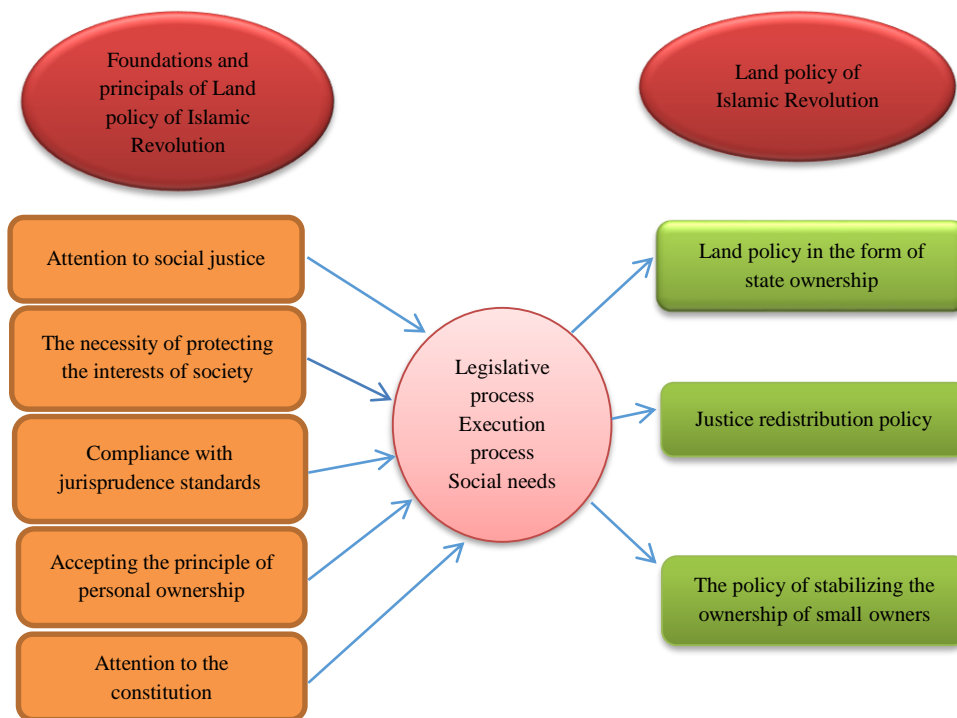 Foundations and
principals of Land
policy of Islamic
Revolution
Land policy of
Islamic Revolution
Attention to social justice
The necessity of protecting
the interests of society
Compliance with
jurisprudence standards
Accepting the principle of
personal ownership
Attention to the
constitution
Legislative
process
Execution
process
Social needs
Land policy in the form of
state ownership
Justice redistribution policy
The policy of stabilizing the
ownership of small owners